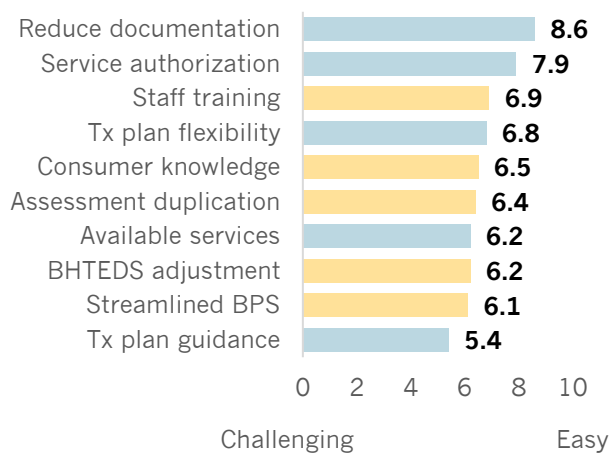 Reduce documentation 8.6
Service authorization 7.9
Staff training 6.9
Tx plan flexibility 6.8
Consumer knowledge 6.5
Assessment duplication 6.4
Available services 6.2
BHTEDS adjustment 6.2
Streamlined BPS 6.1
Tx plan guidance 5.4
0 2 4 6 8 10
Challenging Easy